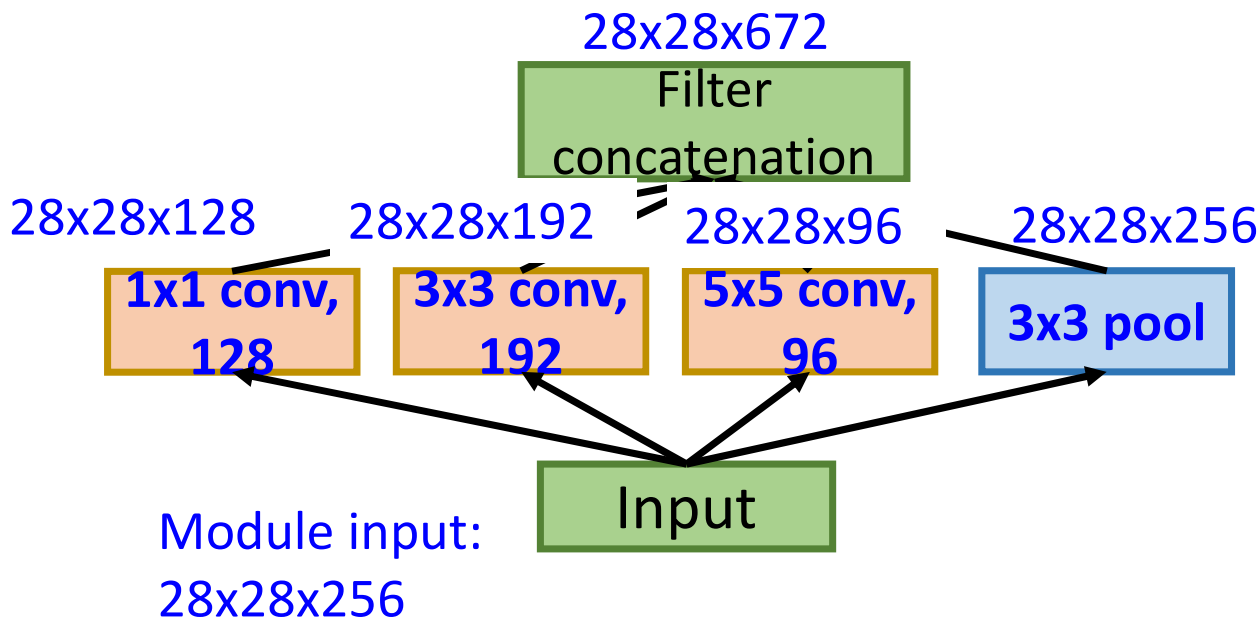 28x28x672
Filter
concatenation
28x28x128
28x28x192
28x28x96
28x28x256
1x1 conv,
128
3x3 conv,
192
5x5 conv,
96
3x3 pool
Input
Module input:
28x28x256